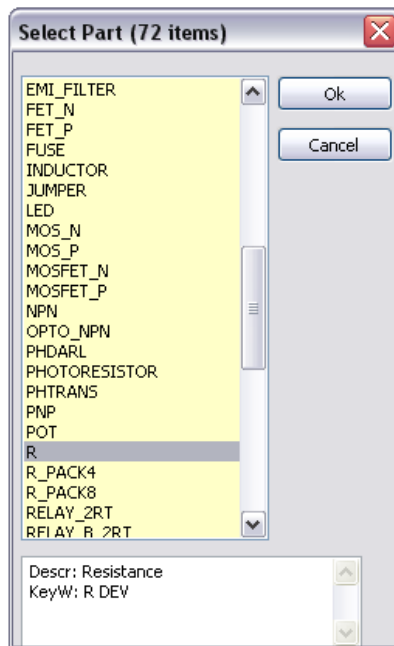 Select Part (72 items)
EMI_FILTER
FET_N
FET_P
FUSE
INDUCTOR
JUMPER
LED
MOS_N
MOS_P
MOSFET_N
MOSFET_P
NPN
OPTO_NPN
PHDARL
PHOTORESISTOR
PHTRANS
PNP
POT
R
R_PACK4
R_PACK8
RELAY_2RT
RELAY_B_2RT
Ok
Cancel
Descr: Resistance
KeyW: R DEV